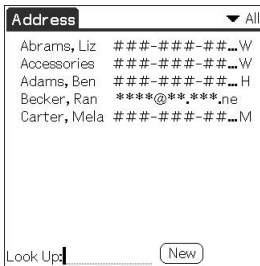 Address All
Abrams, Liz ###-###-##...W
Accessories ###-###-##...W
Adams, Ben ###-###-##...H
Becker, Ran ****@**.***.ne
Carter, Mela ###-###-##...M
Look Up: New